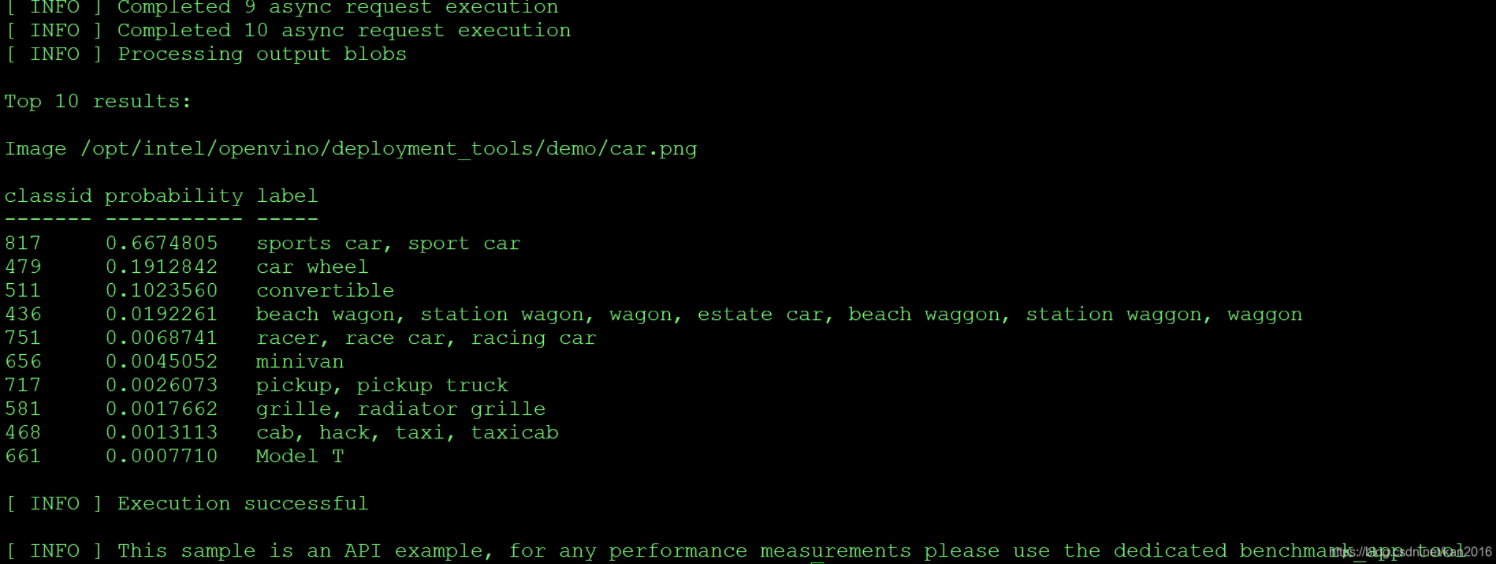 [ INFO ] Completed 9 async request execution
[ INFO ] Completed 10 async request execution
[ INFO ] Processing output blobs
Top 10 results:
Image /opt/intel/openvino/deployment_tools/demo/car.png
classid probability label
------- ----------- -----
817 0.6674805 sports car, sport car
479 0.1912842 car wheel
511 0.1023560 convertible
436 0.0192261 beach wagon, station wagon, wagon, estate car, beach waggon, station waggon, waggon
751 0.0068741 racer, race car, racing car
656 0.0045052 minivan
717 0.0026073 pickup, pickup truck
581 0.0017662 grille, radiator grille
468 0.0013113 cab, hack, taxi, taxicab
661 0.0007710 Model T
[ INFO ] Execution successful
[ INFO ] This sample is an API example, for any performance measurements please use the dedicated benchmark_app tool
https://blog.csdn.net/kan2016